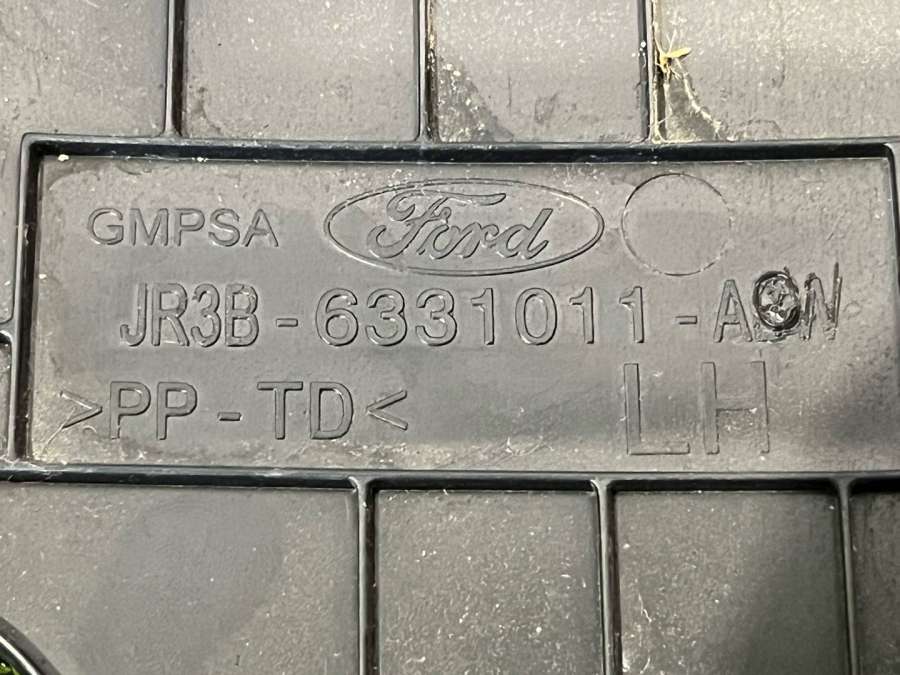 GMPSA Ford
JR3B-6331011-
>PP-TD< LH